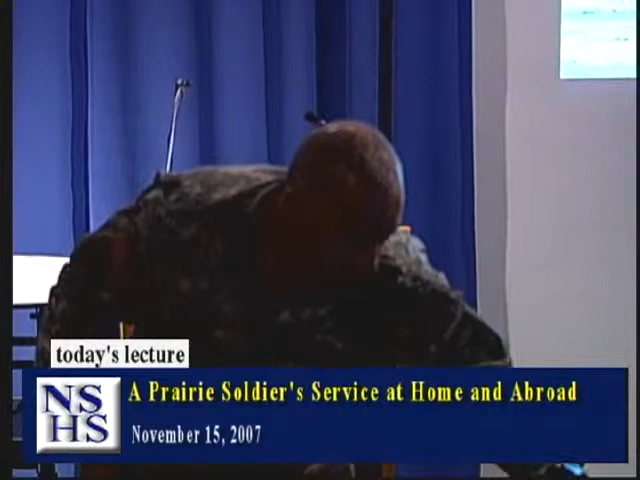 today's lecture
A Prairie Soldier's Service at Home and Abroad
NS
HS
November 15, 2007